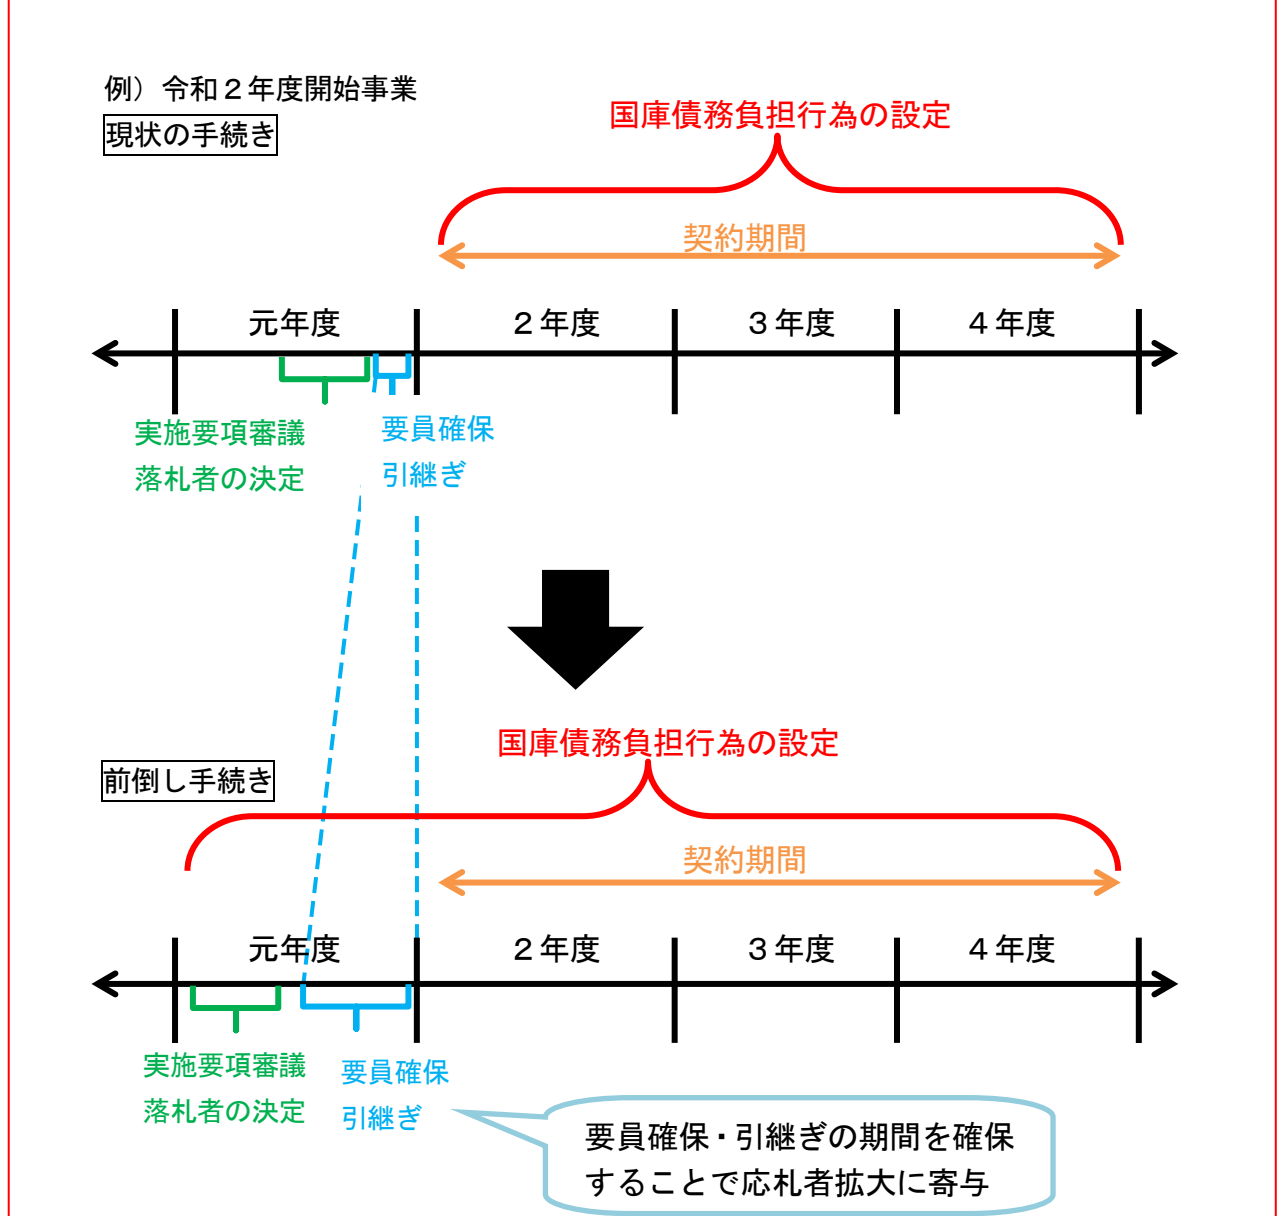 例）令和２年度開始事業
現状の手続き
国庫債務負担行為の設定
契約期間
元年度
２年度
３年度
４年度
実施要項審議
落札者の決定
要員確保
引継ぎ
国庫債務負担行為の設定
前倒し手続き
契約期間
元年度
２年度
３年度
４年度
実施要項審議
落札者の決定
要員確保
引継ぎ
要員確保・引継ぎの期間を確保
することで応札者拡大に寄与